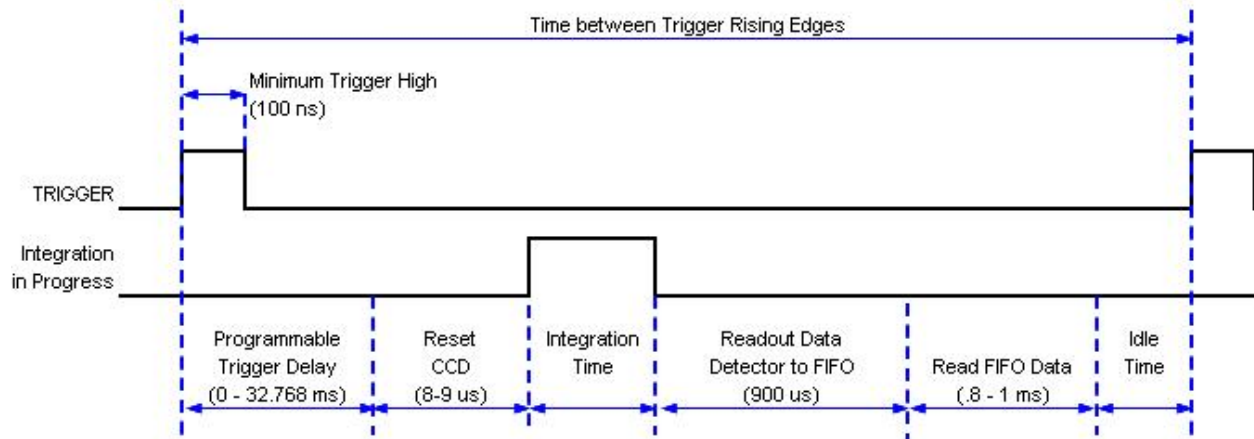 Time between Trigger Rising Edges
Minimum Trigger High
(100 ns)
TRIGGER
Integration
in Progress
Programmable
Trigger Delay
(0 - 32.768 ms)
Reset
CCD
(8-9 us)
Integration
Time
Readout Data
Detector to FIFO
(900 us)
Read FIFO Data
(.8 - 1 ms)
Idle
Time